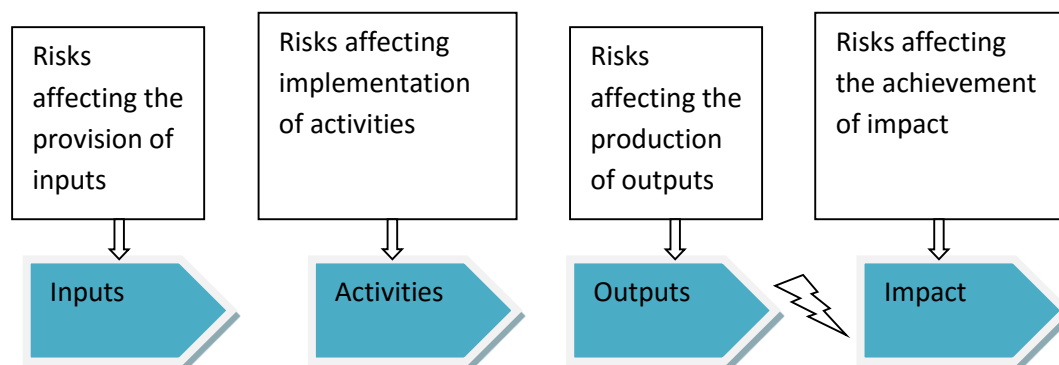 Risks
affecting the
provision of
inputs
Risks affecting
implementation
of activities
Risks
affecting the
production
of outputs
Risks affecting
the achievement
of impact
Inputs
Activities
Outputs
Impact